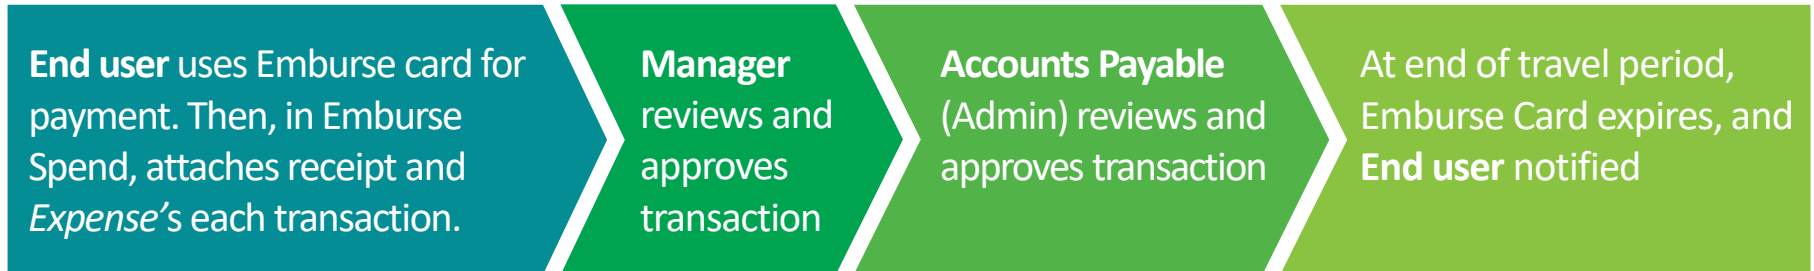 End user uses Emburse card for
payment. Then, in Emburse
Spend, attaches receipt and
Expense's each transaction.
Manager
reviews and
approves
transaction
Accounts Payable
(Admin) reviews and
approves transaction
At end of travel period,
Emburse Card expires, and
End user notified